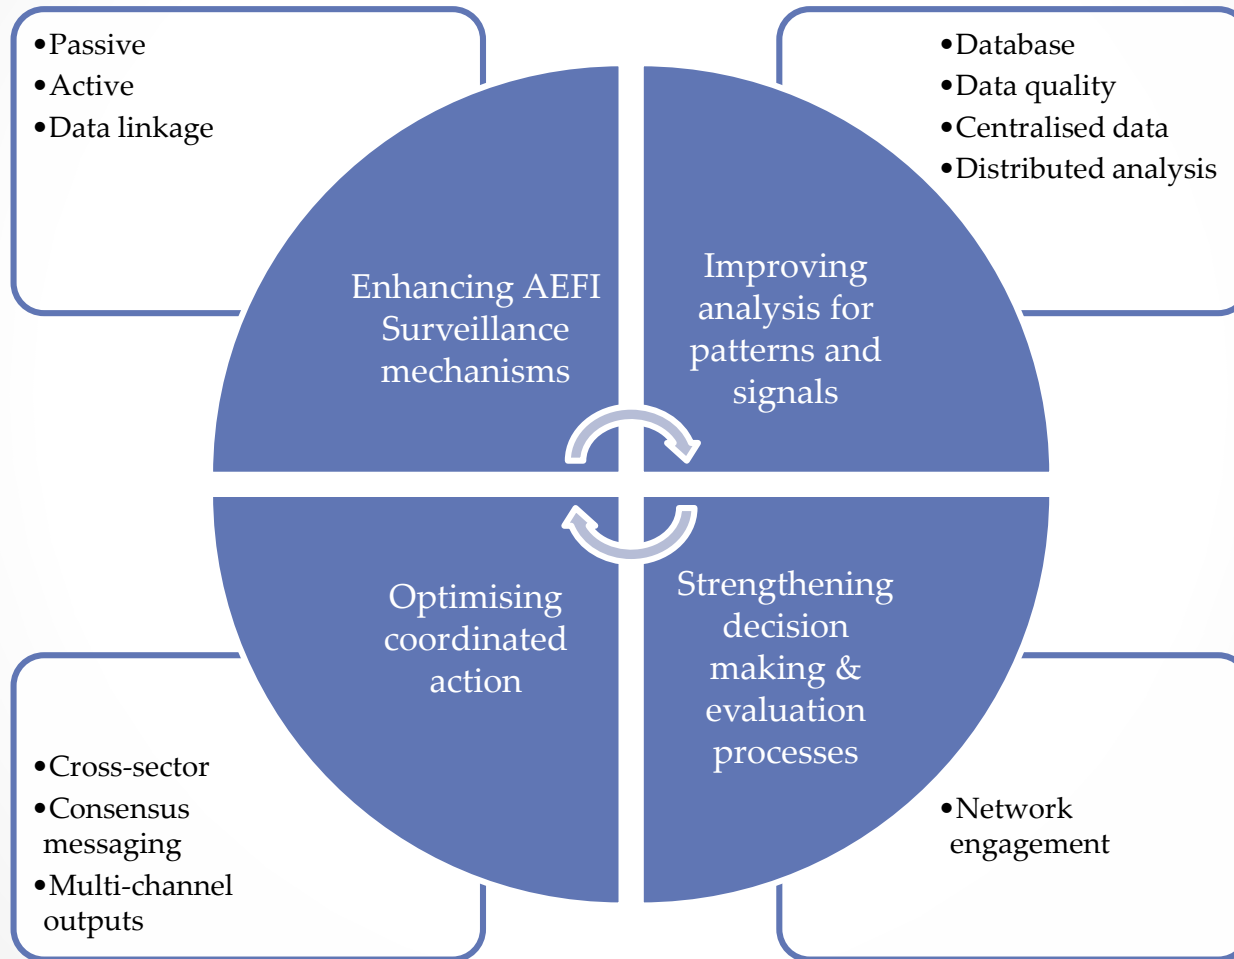 •Passive
•Active
•Data linkage
•Database
•Data quality
•Centralised data
•Distributed analysis
Enhancing AEFI
Surveillance
mechanisms
Improving
analysis for
patterns and
signals
Optimising
coordinated
action
Strengthening
decision
making &
evaluation
processes
•Cross-sector
•Consensus
messaging
•Multi-channel
outputs
•Network
engagement